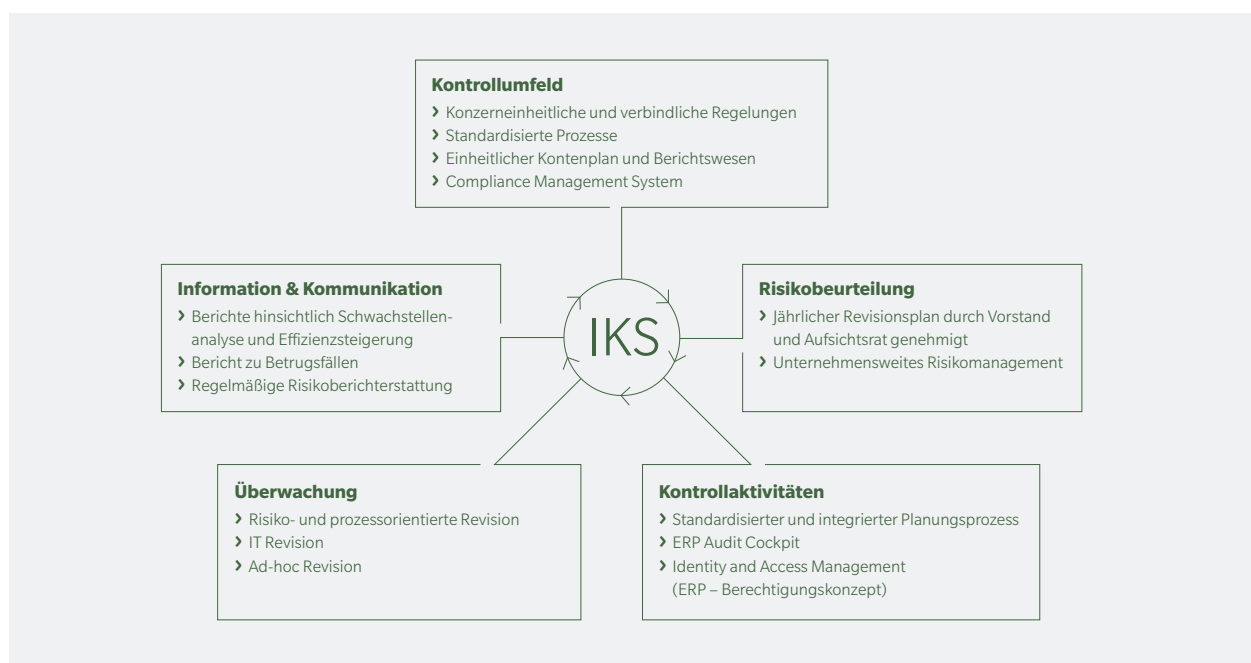 Kontrollumfeld
› Konzerneinheitliche und verbindliche Regelungen
› Standardisierte Prozesse
› Einheitlicher Kontenplan und Berichtswesen
› Compliance Management System
Information & Kommunikation
› Berichte hinsichtlich Schwachstellen-
analyse und Effizienzsteigerung
› Bericht zu Betrugsfällen
› Regelmäßige Risikoberichterstattung
IKS
Risikobeurteilung
› Jährlicher Revisionsplan durch Vorstand
und Aufsichtsrat genehmigt
› Unternehmensweites Risikomanagement
Überwachung
› Risiko- und prozessorientierte Revision
› IT Revision
› Ad-hoc Revision
Kontrollaktivitäten
› Standardisierter und integrierter Planungsprozess
› ERP Audit Cockpit
› Identity and Access Management
(ERP – Berechtigungskonzept)